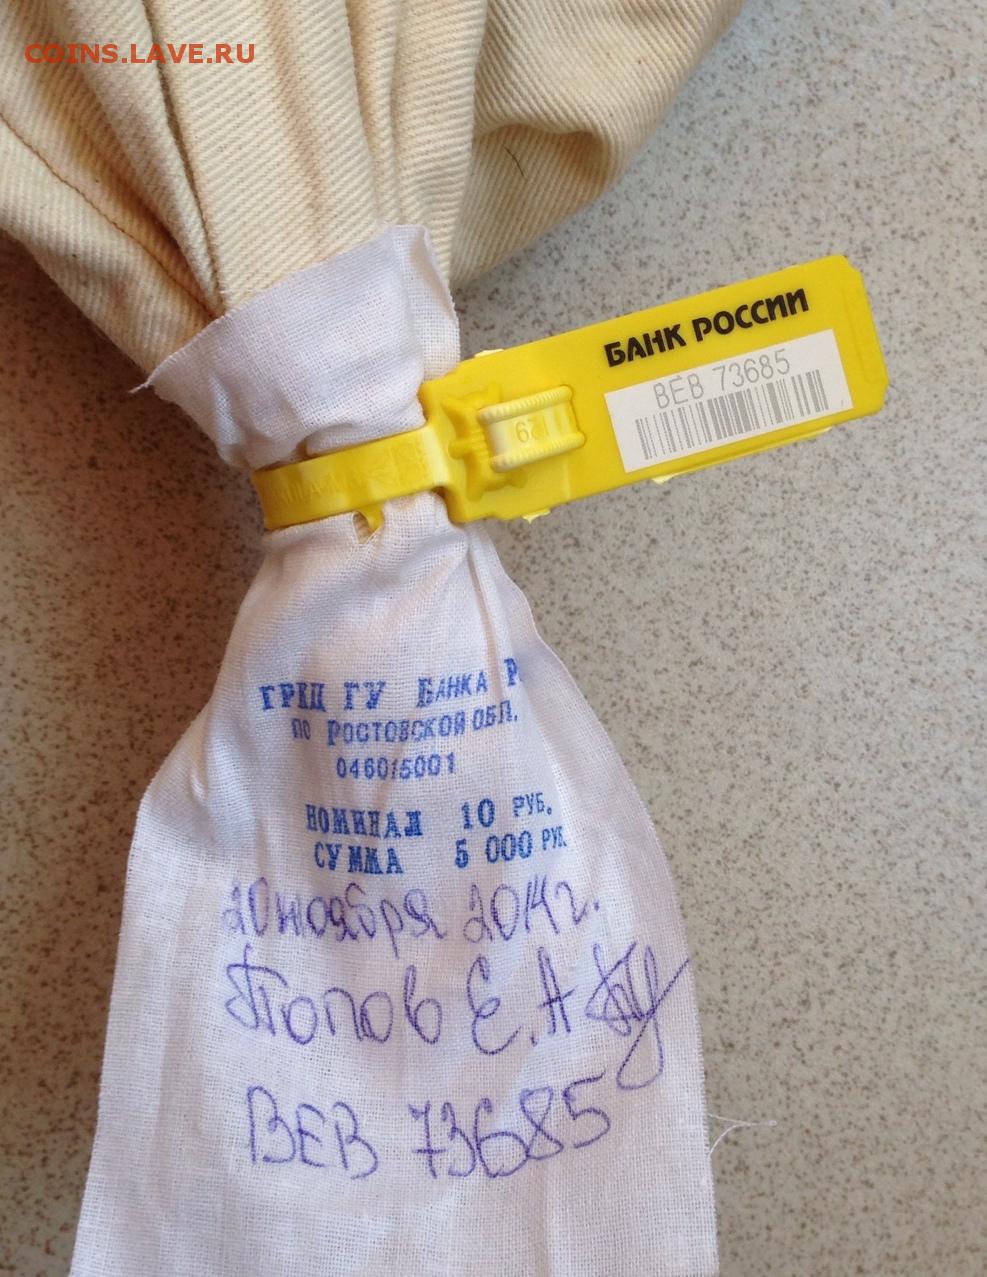 COINS.LAVE.RU
БАНК РОССИИ
ВЕВ 73685
29
ГРКЦ ГУ БАНКА Р
ПО РОСТОВСКОЙ ОБЛ.
046015001
НОМИНАЛ 10 РУБ.
СУММА 5 000 РУБ.
20 ноября 2014г.
Попов Е.А
ВЕВ 73685